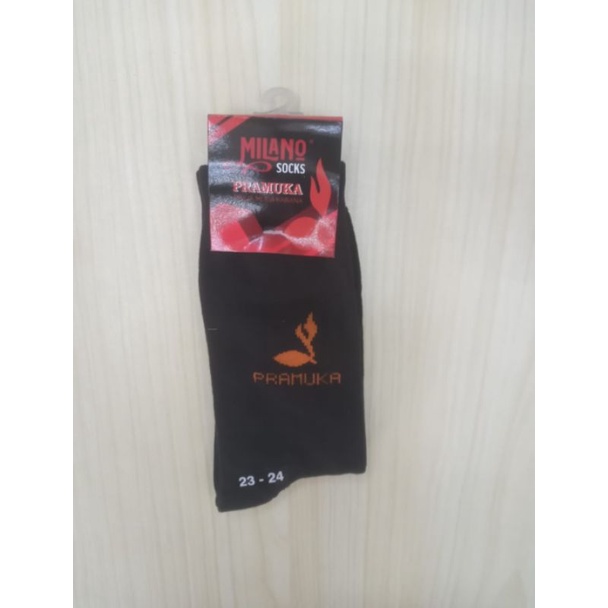 MILANO
SOCKS
PRAMUKA
PRAMUKA
23 - 24